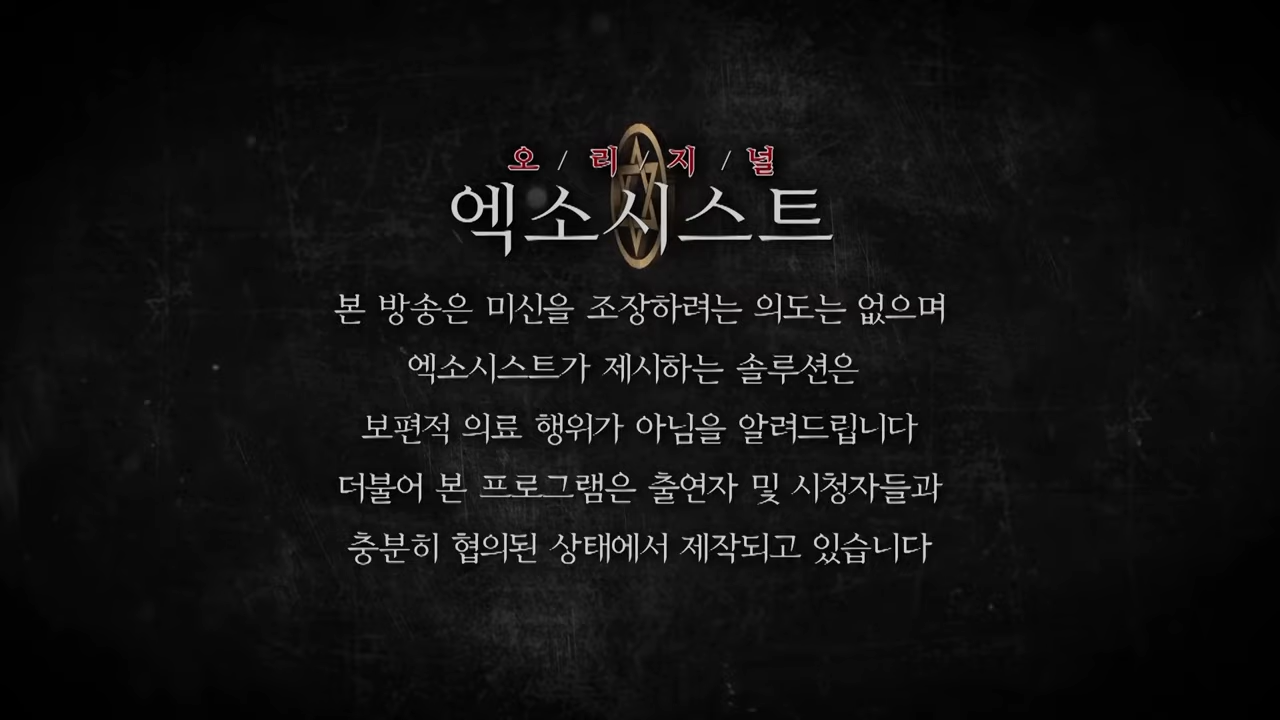 오/리/지/널
엑소시스트
본 방송은 미신을 조장하려는 의도는 없으며
엑소시스트가 제시하는 솔루션은
보편적 의료 행위가 아님을 알려드립니다
더불어 본 프로그램은 출연자 및 시청자들과
충분히 협의된 상태에서 제작되고 있습니다